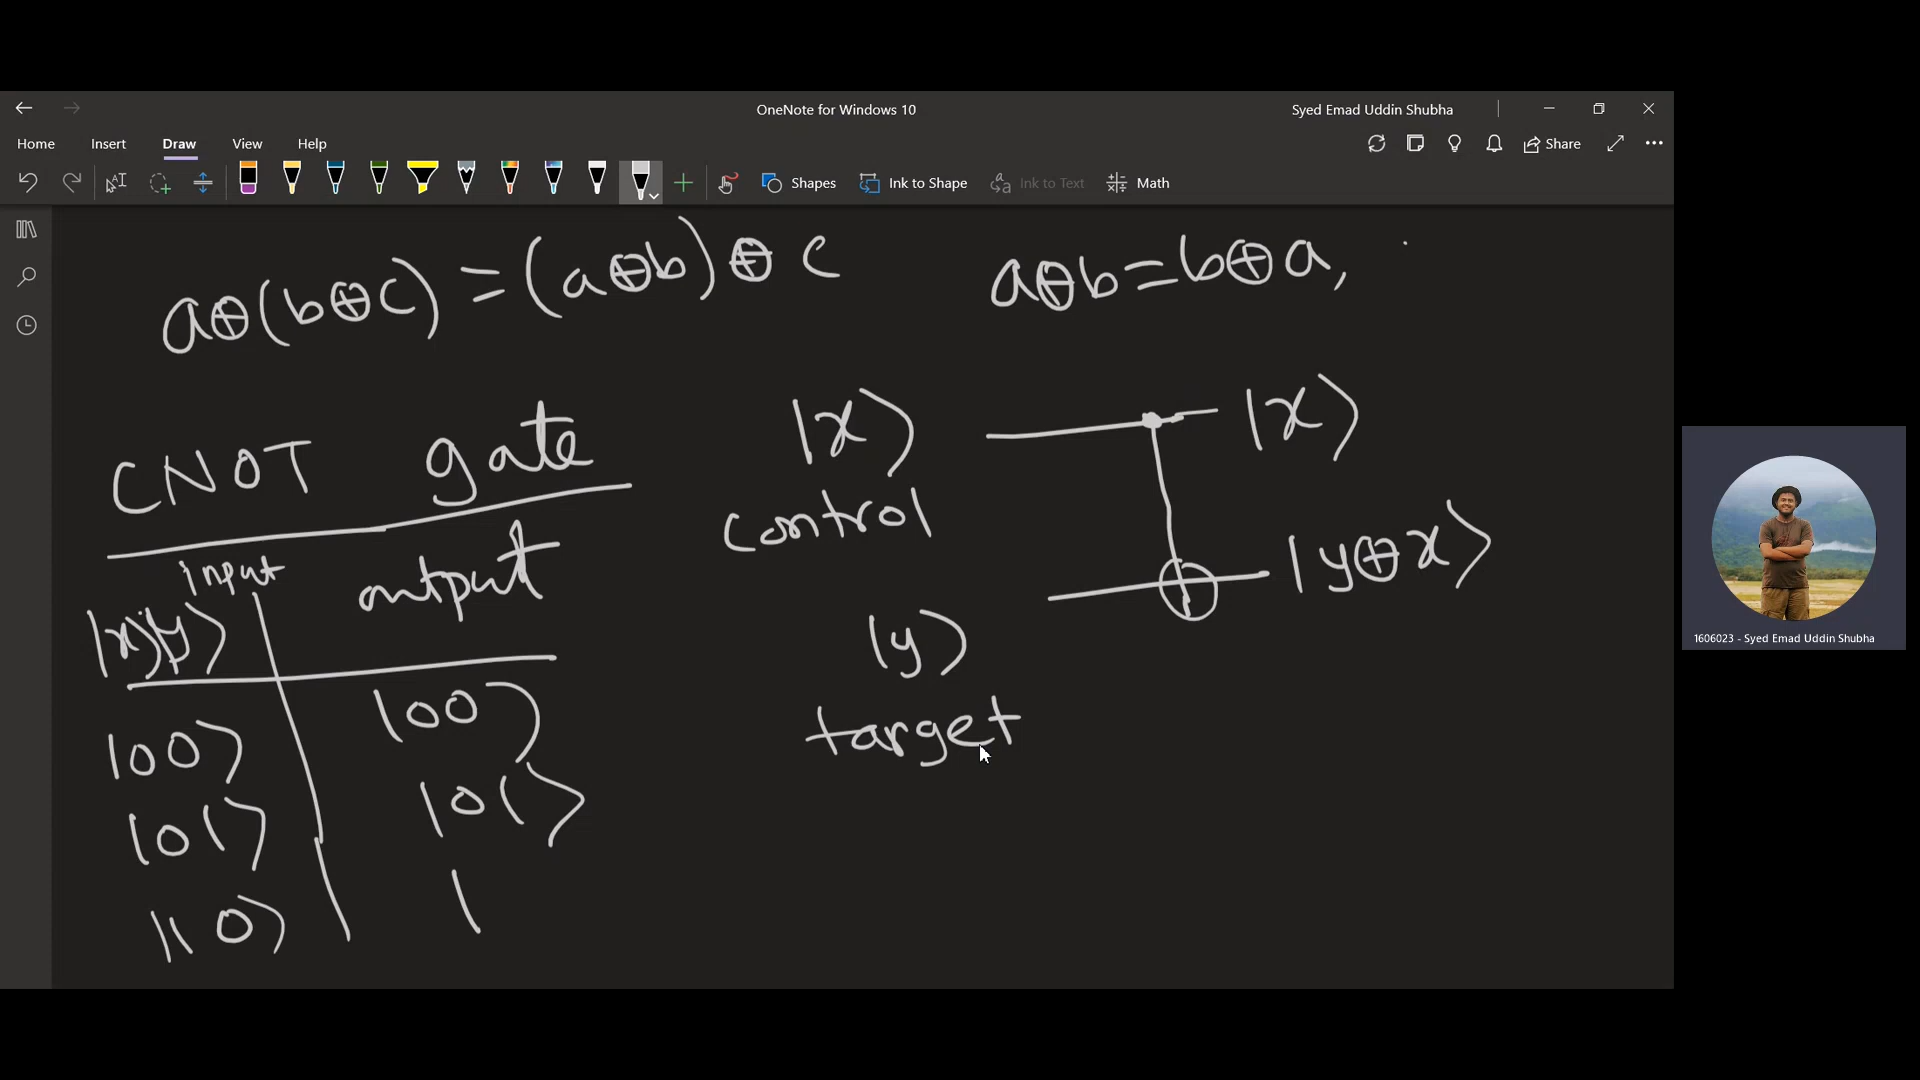 OneNote for Windows 10
Syed Emad Uddin Shubha
Home Insert Draw View Help
Share
Shapes Ink to Shape Ink to Text Math
a⊕(b⊕c) = (a⊕b)⊕c
a⊕b=b⊕a,
CNOT gate
input output
|x⟩|y⟩
|00⟩ |00⟩
|01⟩ |01⟩
|10⟩ |
|x⟩ |x⟩
control
|y⊕x⟩
|y⟩
target
1606023 - Syed Emad Uddin Shubha